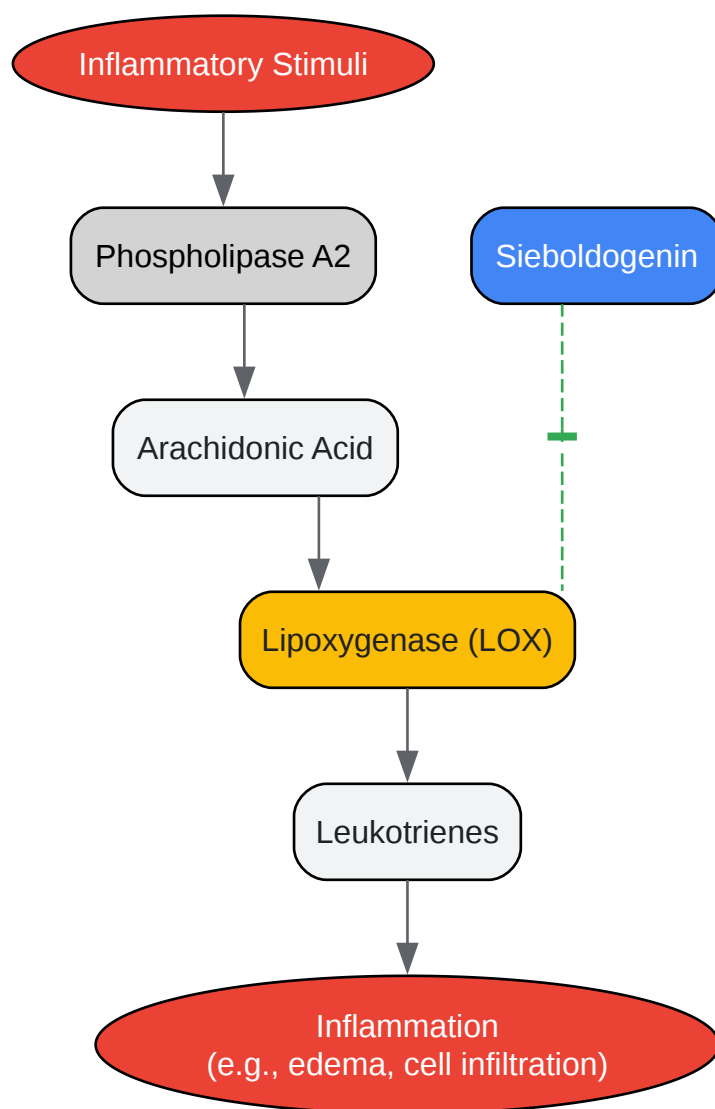 Inflammatory Stimuli
Phospholipase A2
Sieboldogenin
Arachidonic Acid
Lipoxygenase (LOX)
Leukotrienes
Inflammation
(e.g., edema, cell infiltration)